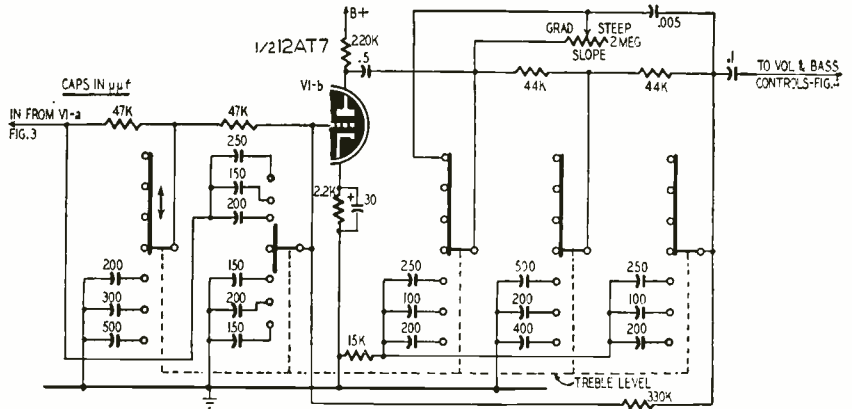 B+
.005
1/2 12AT7
220K
GRAD
STEEP
2 MEG
SLOPE
.5
.1
TO VOL & BASS
CONTROLS-FIG.4
V1-b
44K
44K
CAPS IN µµf
IN FROM V1-a
FIG.3
47K
47K
250
150
200
2.2K
+
30
200
300
500
150
200
150
250
100
200
500
200
400
250
100
200
15K
TREBLE LEVEL
330K